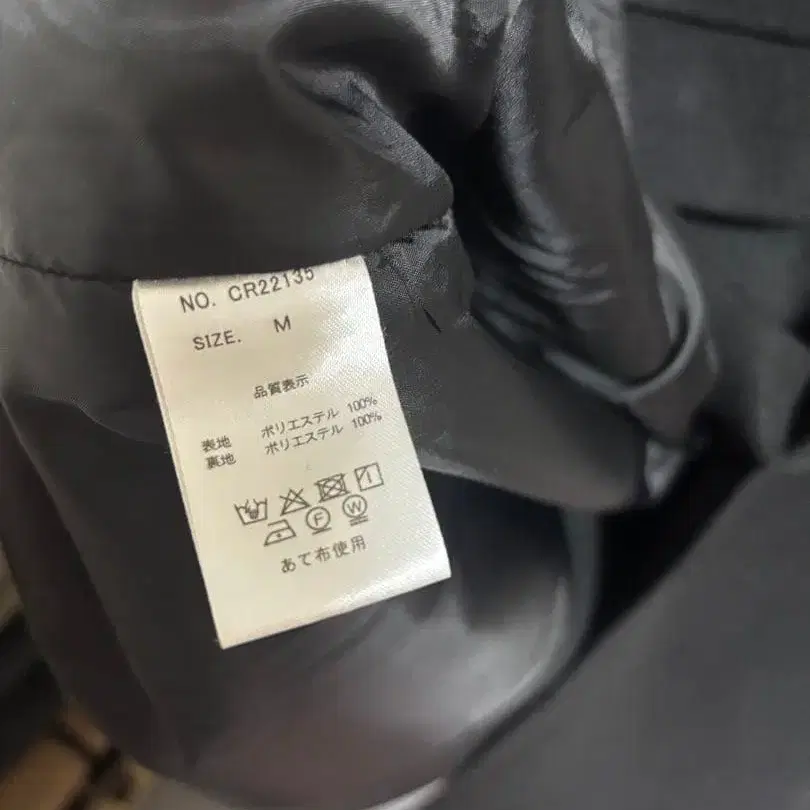 NO. CR22135
SIZE. M
品質表示
表地 ポリエステル 100%
裏地 ポリエステル 100%
F W
あて布使用